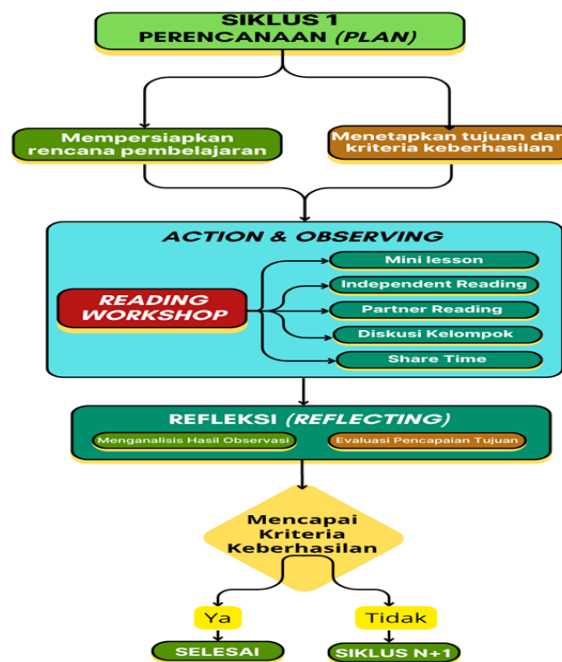 SIKLUS 1
PERENCANAAN (PLAN)
Mempersiapkan
rencana pembelajaran
Menetapkan tujuan dan
kriteria keberhasilan
ACTION & OBSERVING
READING
WORKSHOP
Mini lesson
Independent Reading
Partner Reading
Diskusi Kelompok
Share Time
REFLEKSI (REFLECTING)
Menganalisis Hasil Observasi
Evaluasi Pencapaian Tujuan
Mencapai
Kriteria
Keberhasilan
Ya
Tidak
SELESAI
SIKLUS N+1